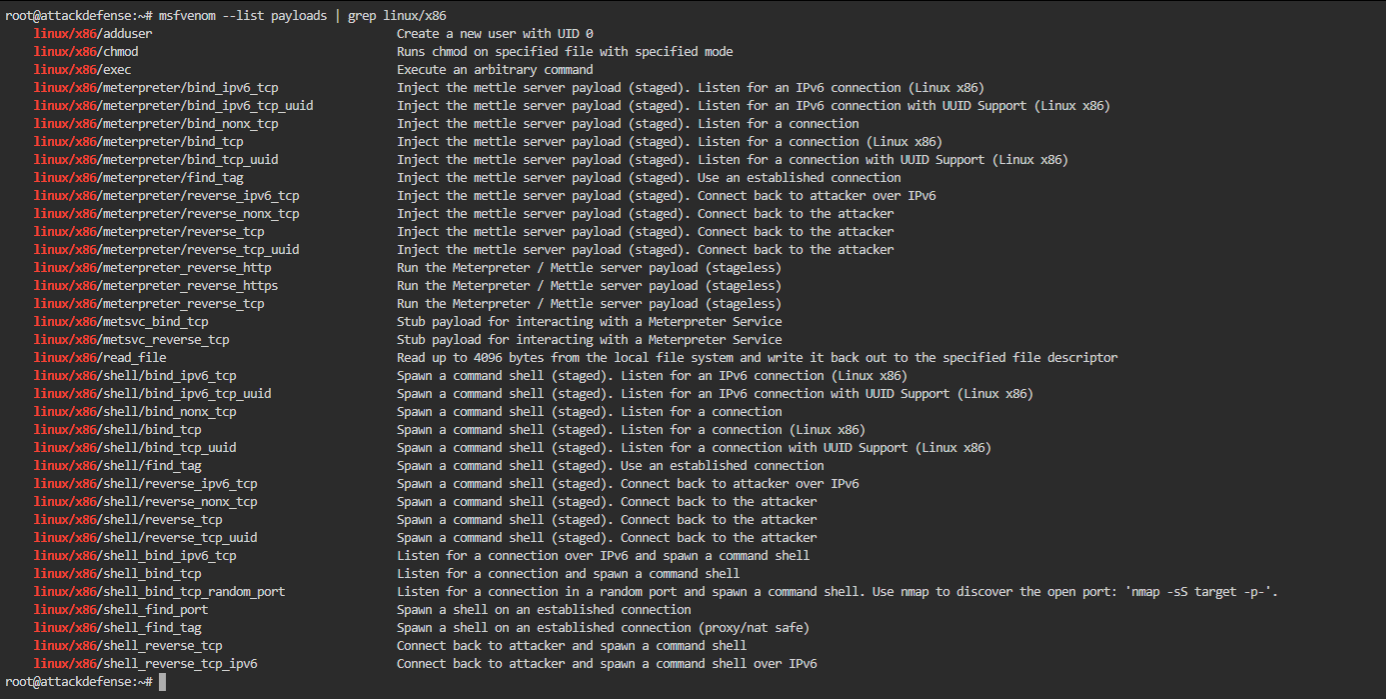 root@attackdefense:~# msfvenom --list payloads | grep linux/x86
linux/x86/adduser Create a new user with UID 0
linux/x86/chmod Runs chmod on specified file with specified mode
linux/x86/exec Execute an arbitrary command
linux/x86/meterpreter/bind_ipv6_tcp Inject the mettle server payload (staged). Listen for an IPv6 connection (Linux x86)
linux/x86/meterpreter/bind_ipv6_tcp_uuid Inject the mettle server payload (staged). Listen for an IPv6 connection with UUID Support (Linux x86)
linux/x86/meterpreter/bind_nonx_tcp Inject the mettle server payload (staged). Listen for a connection
linux/x86/meterpreter/bind_tcp Inject the mettle server payload (staged). Listen for a connection (Linux x86)
linux/x86/meterpreter/bind_tcp_uuid Inject the mettle server payload (staged). Listen for a connection with UUID Support (Linux x86)
linux/x86/meterpreter/find_tag Inject the mettle server payload (staged). Use an established connection
linux/x86/meterpreter/reverse_ipv6_tcp Inject the mettle server payload (staged). Connect back to attacker over IPv6
linux/x86/meterpreter/reverse_nonx_tcp Inject the mettle server payload (staged). Connect back to the attacker
linux/x86/meterpreter/reverse_tcp Inject the mettle server payload (staged). Connect back to the attacker
linux/x86/meterpreter/reverse_tcp_uuid Inject the mettle server payload (staged). Connect back to the attacker
linux/x86/meterpreter_reverse_http Run the Meterpreter / Mettle server payload (stageless)
linux/x86/meterpreter_reverse_https Run the Meterpreter / Mettle server payload (stageless)
linux/x86/meterpreter_reverse_tcp Run the Meterpreter / Mettle server payload (stageless)
linux/x86/metsvc_bind_tcp Stub payload for interacting with a Meterpreter Service
linux/x86/metsvc_reverse_tcp Stub payload for interacting with a Meterpreter Service
linux/x86/read_file Read up to 4096 bytes from the local file system and write it back out to the specified file descriptor
linux/x86/shell/bind_ipv6_tcp Spawn a command shell (staged). Listen for an IPv6 connection (Linux x86)
linux/x86/shell/bind_ipv6_tcp_uuid Spawn a command shell (staged). Listen for an IPv6 connection with UUID Support (Linux x86)
linux/x86/shell/bind_nonx_tcp Spawn a command shell (staged). Listen for a connection
linux/x86/shell/bind_tcp Spawn a command shell (staged). Listen for a connection (Linux x86)
linux/x86/shell/bind_tcp_uuid Spawn a command shell (staged). Listen for a connection with UUID Support (Linux x86)
linux/x86/shell/find_tag Spawn a command shell (staged). Use an established connection
linux/x86/shell/reverse_ipv6_tcp Spawn a command shell (staged). Connect back to attacker over IPv6
linux/x86/shell/reverse_nonx_tcp Spawn a command shell (staged). Connect back to the attacker
linux/x86/shell/reverse_tcp Spawn a command shell (staged). Connect back to the attacker
linux/x86/shell/reverse_tcp_uuid Spawn a command shell (staged). Connect back to the attacker
linux/x86/shell_bind_ipv6_tcp Listen for a connection over IPv6 and spawn a command shell
linux/x86/shell_bind_tcp Listen for a connection and spawn a command shell
linux/x86/shell_bind_tcp_random_port Listen for a connection in a random port and spawn a command shell. Use nmap to discover the open port: 'nmap -sS target -p-'.
linux/x86/shell_find_port Spawn a shell on an established connection
linux/x86/shell_find_tag Spawn a shell on an established connection (proxy/nat safe)
linux/x86/shell_reverse_tcp Connect back to attacker and spawn a command shell
linux/x86/shell_reverse_tcp_ipv6 Connect back to attacker and spawn a command shell over IPv6
root@attackdefense:~#